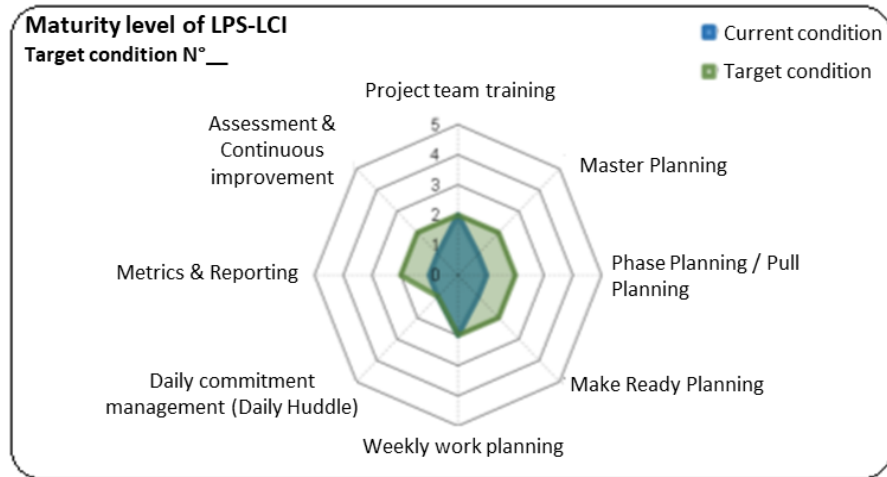 Maturity level of LPS-LCI
Target condition N°__
Current condition
Target condition
Project team training
Assessment &
Continuous
improvement
Master Planning
5
4
3
2
1
0
Metrics & Reporting
Phase Planning / Pull
Planning
Daily commitment
management (Daily Huddle)
Make Ready Planning
Weekly work planning